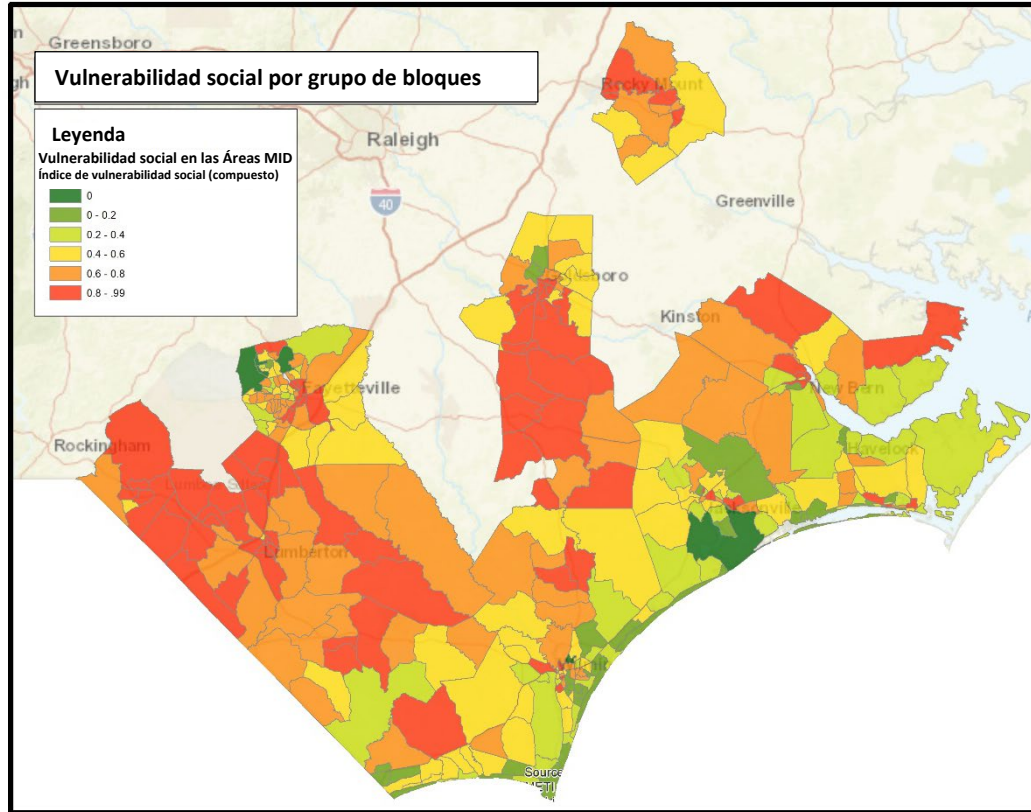 Greensboro
Vulnerabilidad social por grupo de bloques
Rocky Mount
Leyenda
Vulnerabilidad social en las Áreas MID
Índice de vulnerabilidad social (compuesto)
0
0 - 0.2
0.2 - 0.4
0.4 - 0.6
0.6 - 0.8
0.8 - .99
Raleigh
40
Greenville
Goldsboro
Kinston
Fayetteville
New Bern
Rockingham
Havelock
Jacksonville
Lumberton
Source